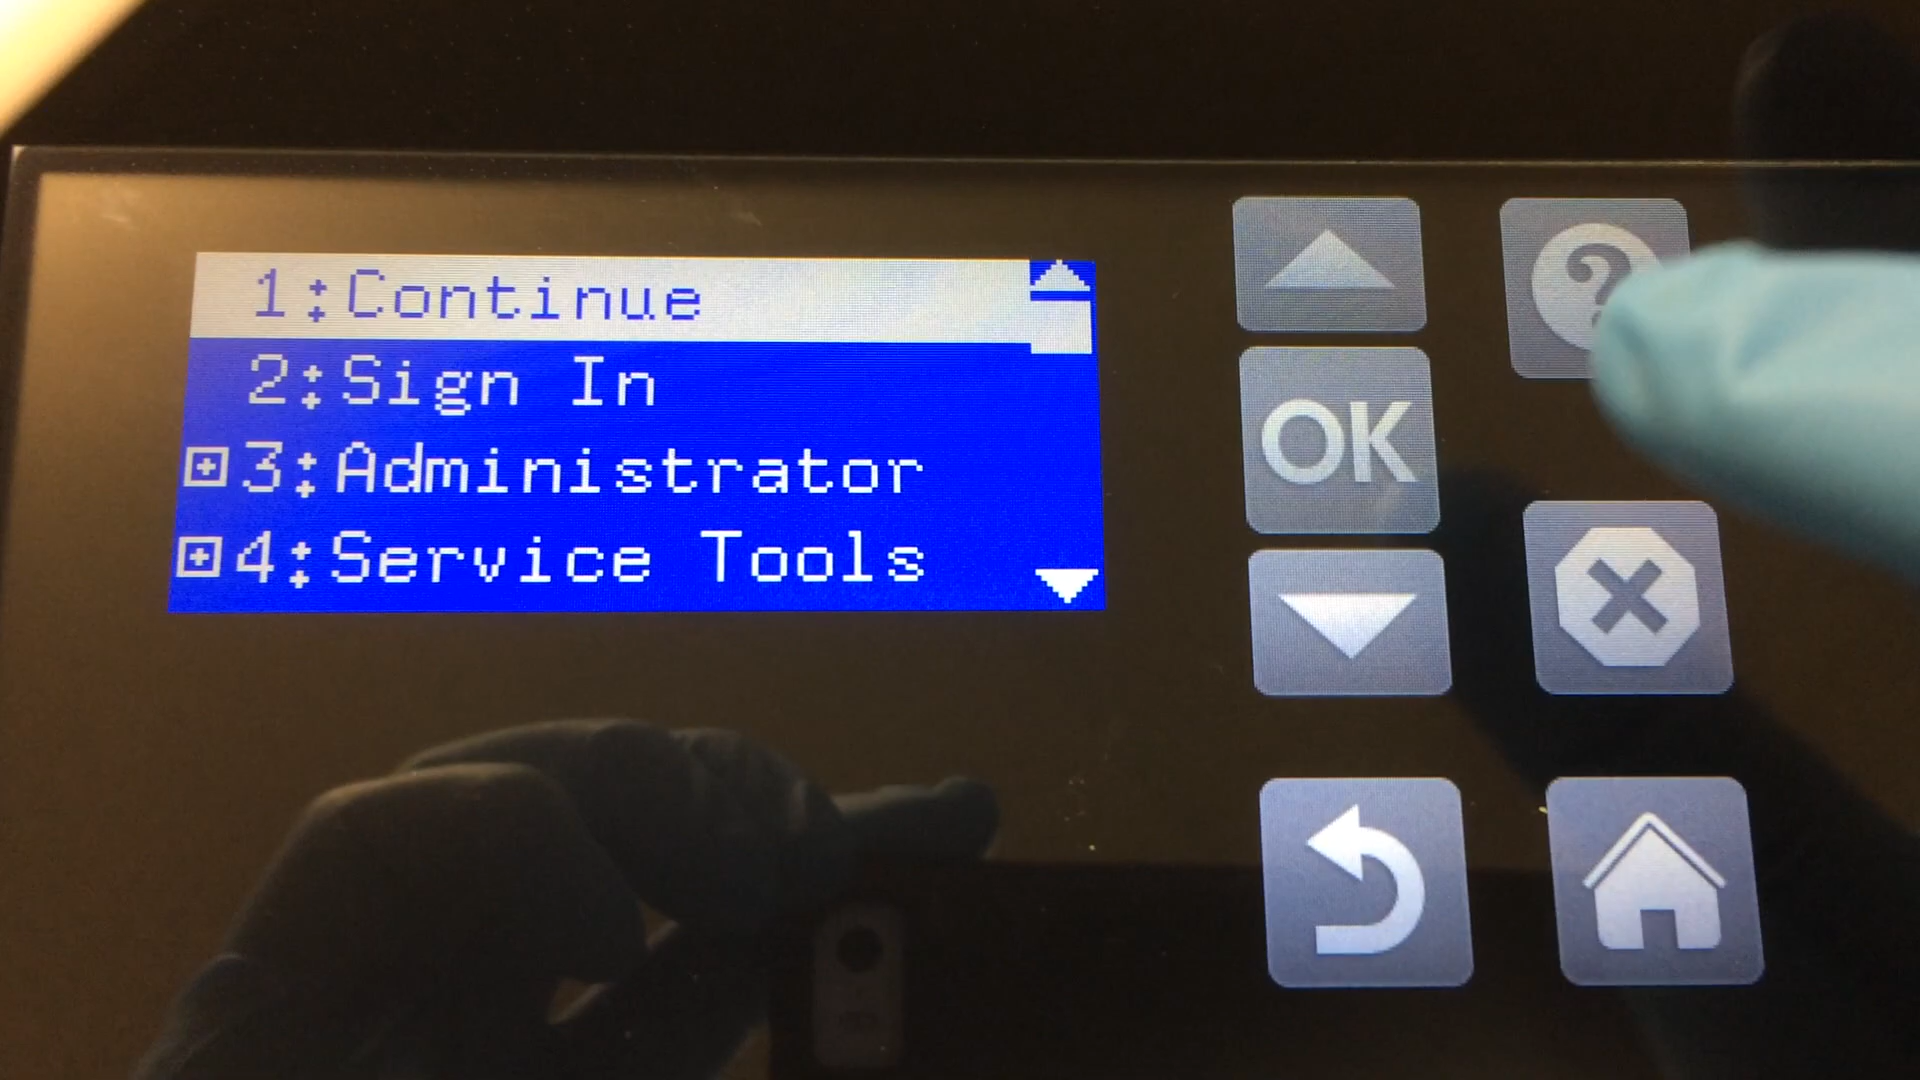 1:Continue
2:Sign In
+3:Administrator
+4:Service Tools
?
OK